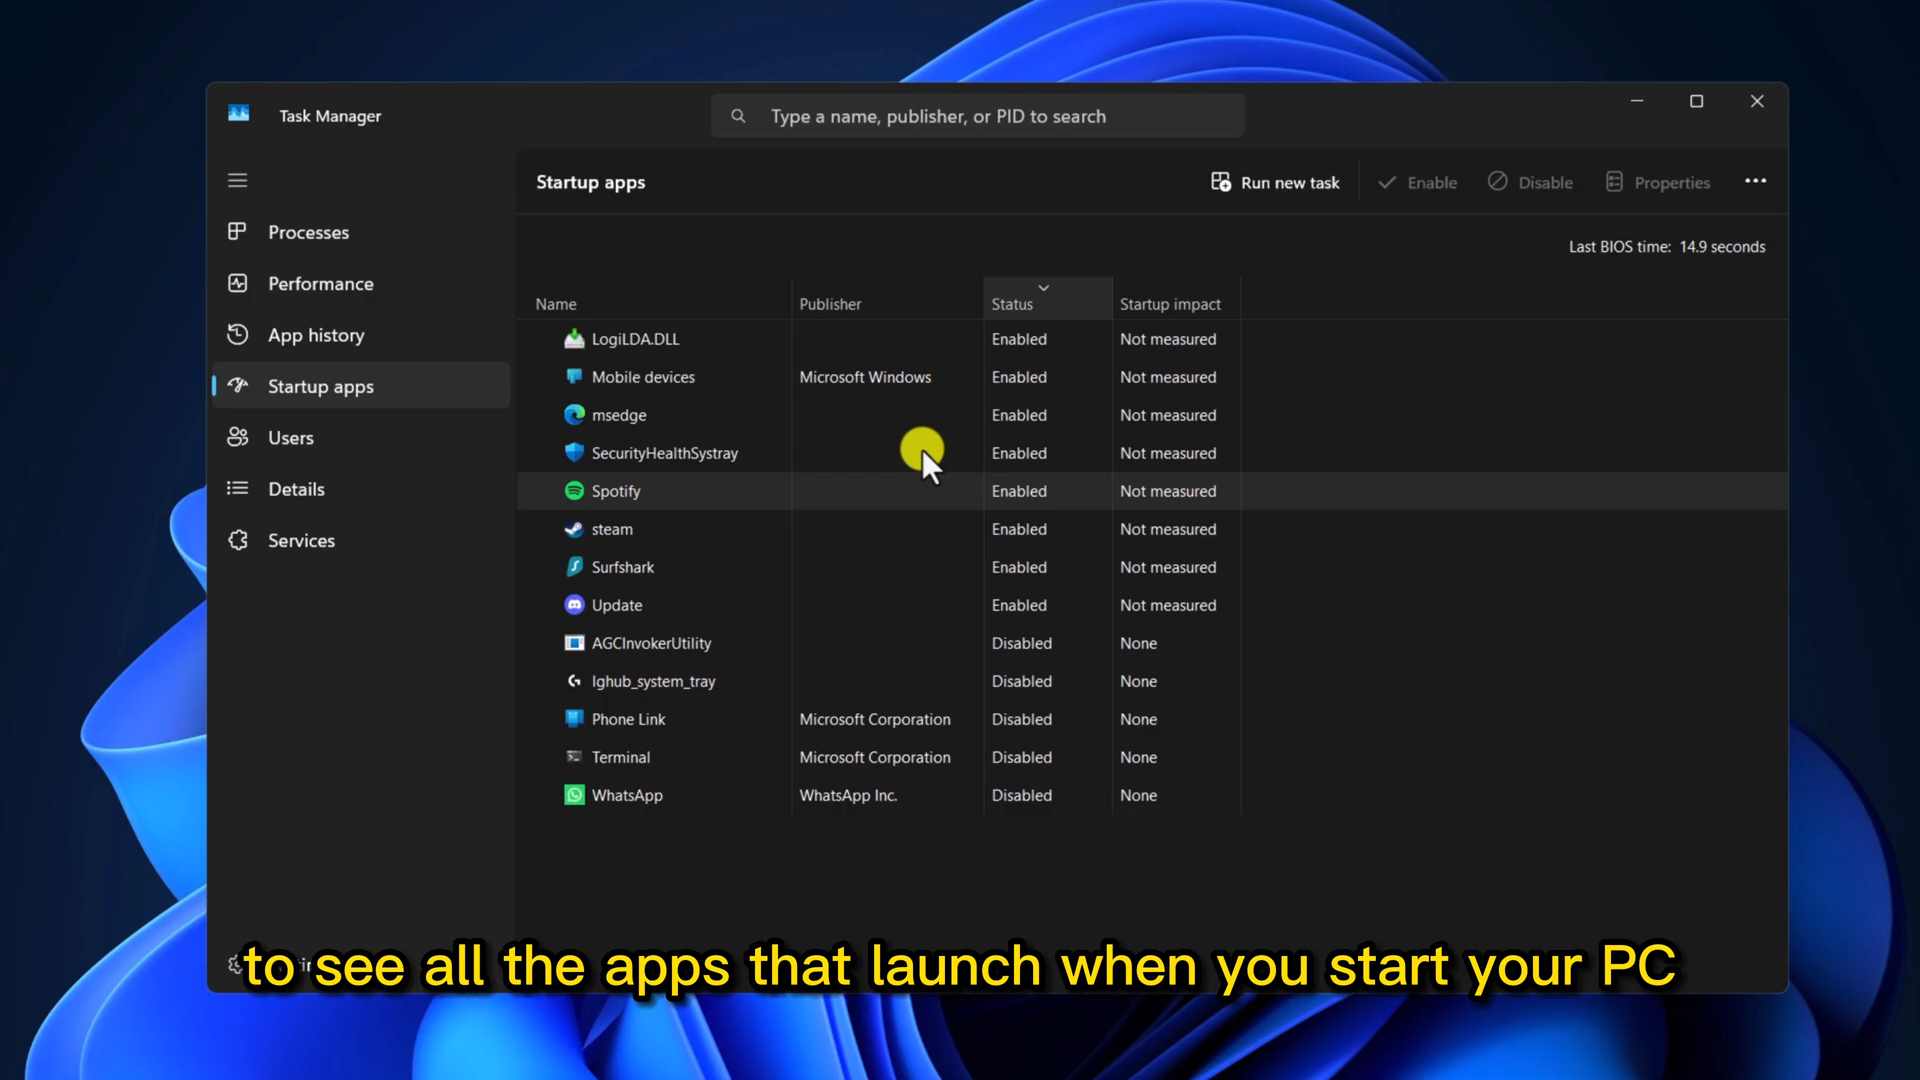 Task Manager
Type a name, publisher, or PID to search
Startup apps
Run new task
Enable
Disable
Properties
Last BIOS time: 14.9 seconds
Processes
Performance
App history
Startup apps
Users
Details
Services
Name Publisher Status Startup impact
LogiLDA.DLL Enabled Not measured
Mobile devices Microsoft Windows Enabled Not measured
msedge Enabled Not measured
SecurityHealthSystray Enabled Not measured
Spotify Enabled Not measured
steam Enabled Not measured
Surfshark Enabled Not measured
Update Enabled Not measured
AGCInvokerUtility Disabled None
lghub_system_tray Disabled None
Phone Link Microsoft Corporation Disabled None
Terminal Microsoft Corporation Disabled None
WhatsApp WhatsApp Inc. Disabled None
to see all the apps that launch when you start your PC